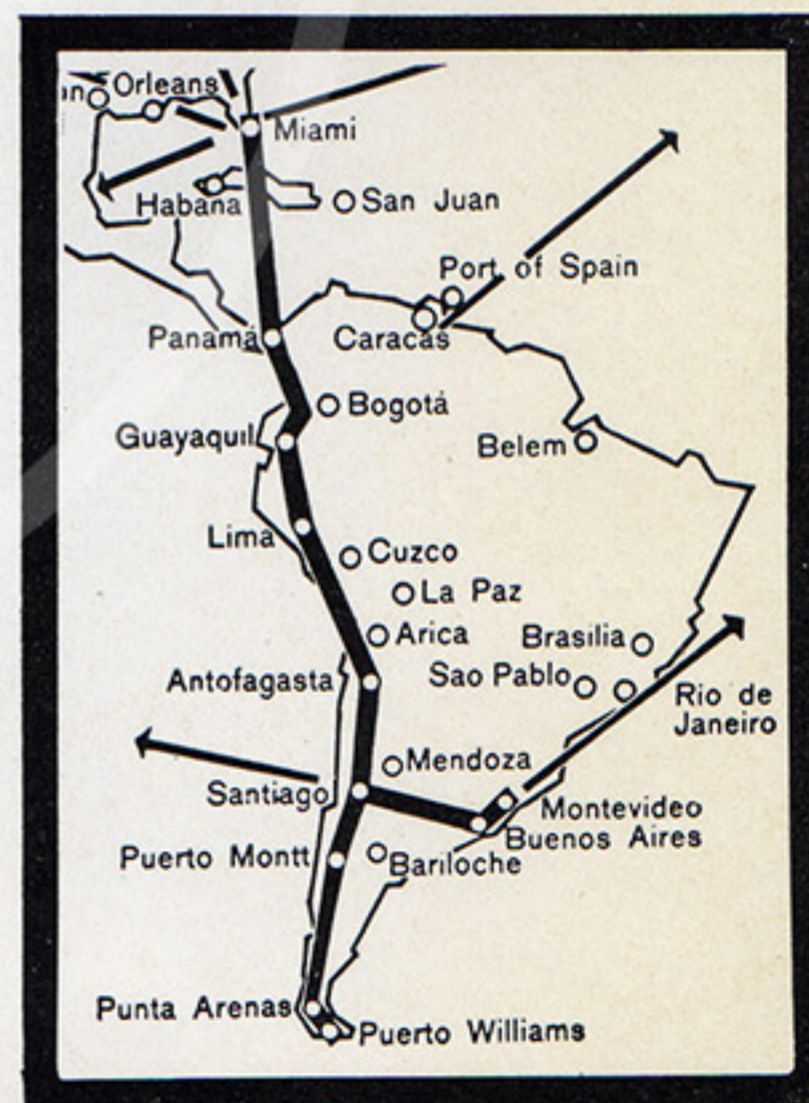 Orleans
Miami
Habana
San Juan
Port of Spain
Panamá
Caracas
Bogotá
Guayaquil
Belem
Lima
Cuzco
La Paz
Arica
Brasilia
Antofagasta
Sao Pablo
Rio de
Janeiro
Mendoza
Santiago
Montevideo
Buenos Aires
Puerto Montt
Bariloche
Punta Arenas
Puerto Williams